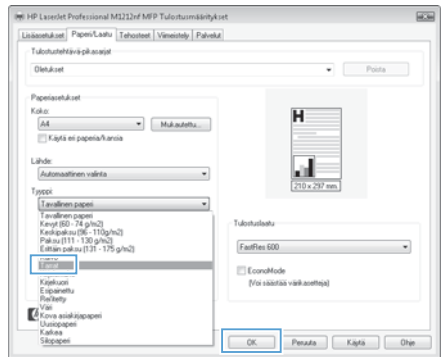 HP LaserJet Professional M1212nf MFP Tulostusmääritykset
Lisäasetukset Paperi/Laatu Tehosteet Viimeistely Palvelut
Tulostustehtävä-pikasarjat
Oletukset
Poista
Paperiasetukset
Koko:
A4
Mukautettu...
Käytä eri paperia/kansia
Lähde:
Automaattinen valinta
Tyyppi:
Tavallinen paperi
Tavallinen paperi
Kevyt (60 - 74 g/m2)
Keskipaksu (96 - 110g/m2)
Paksu (111 - 130 g/m2)
Erittäin paksu (131 - 175 g/m2)
Tarrat
Kirjekuori
Esipainettu
Rei'itetty
Väri
Kova asiakirjapaperi
Uusiopaperi
Karkea
Silopaperi
H
210 x 297 mm
Tulostuslaatu
FastRes 600
EconoMode
(Voi säästää värikasetteja)
OK Peruuta Käytä Ohje